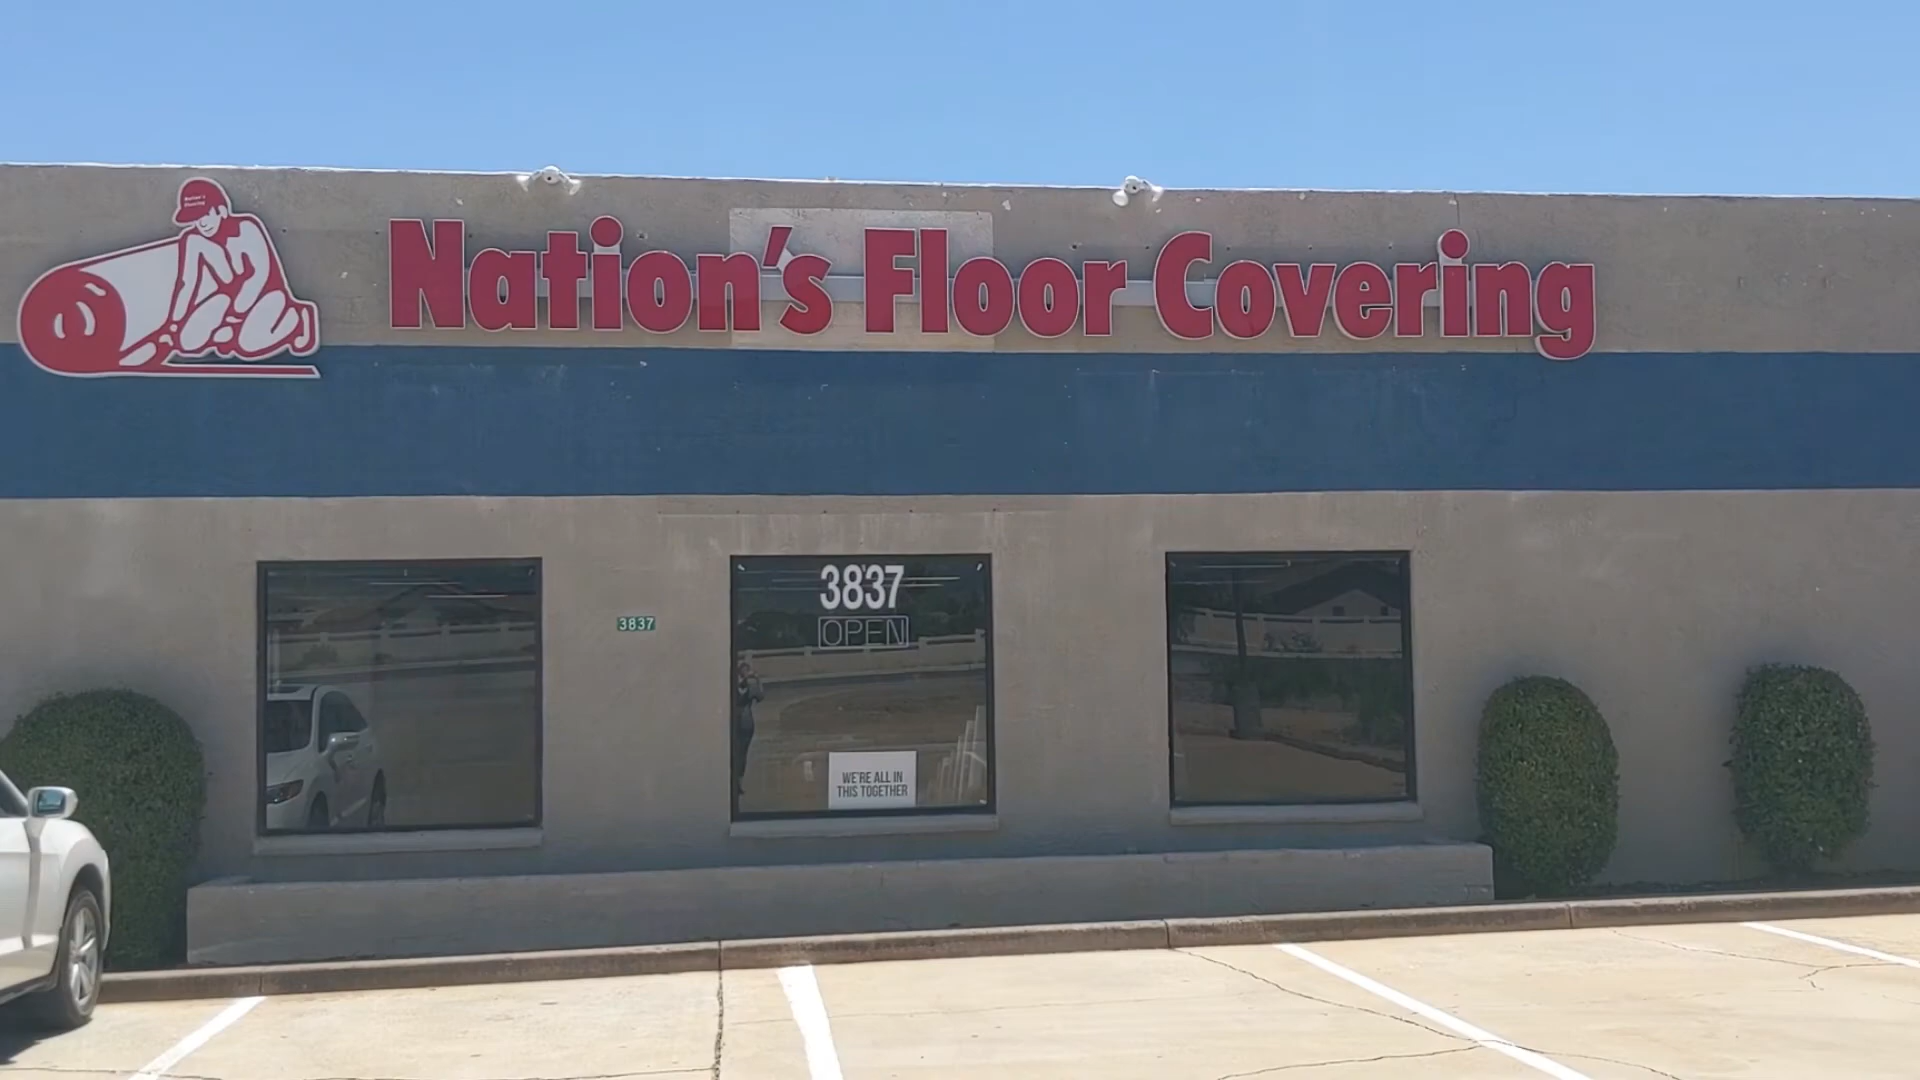 Nation's Floor Covering
3837
3837
OPEN
WE'RE ALL IN
THIS TOGETHER